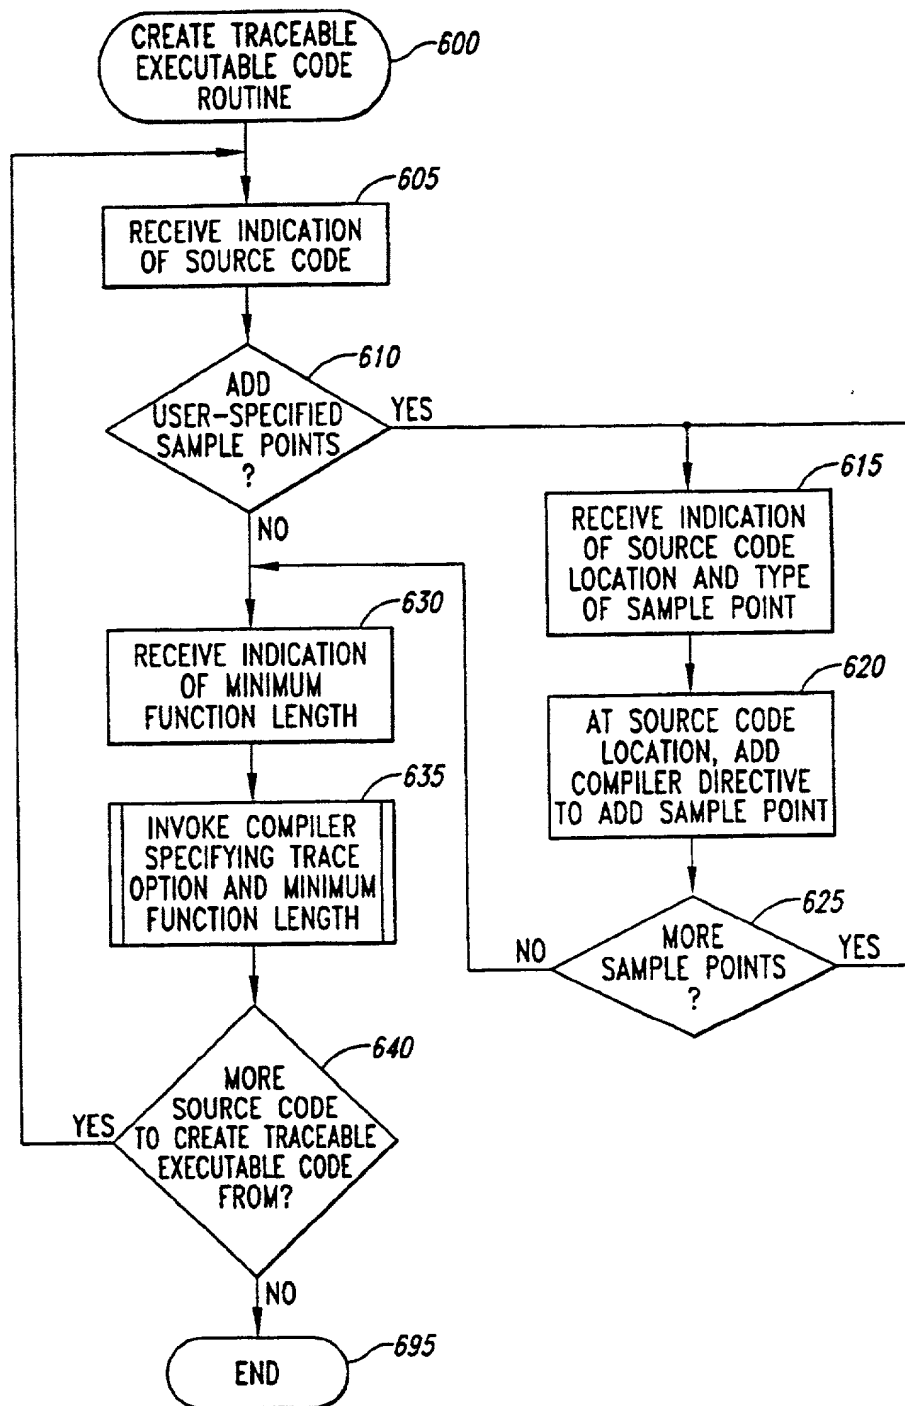 CREATE TRACEABLE
EXECUTABLE CODE
ROUTINE
600
605
RECEIVE INDICATION
OF SOURCE CODE
610
ADD
USER-SPECIFIED
SAMPLE POINTS
?
YES
NO
615
RECEIVE INDICATION
OF SOURCE CODE
LOCATION AND TYPE
OF SAMPLE POINT
620
AT SOURCE CODE
LOCATION, ADD
COMPILER DIRECTIVE
TO ADD SAMPLE POINT
625
MORE
SAMPLE POINTS
?
NO
YES
630
RECEIVE INDICATION
OF MINIMUM
FUNCTION LENGTH
635
INVOKE COMPILER
SPECIFYING TRACE
OPTION AND MINIMUM
FUNCTION LENGTH
640
MORE
SOURCE CODE
TO CREATE TRACEABLE
EXECUTABLE CODE
FROM?
YES
NO
END
695